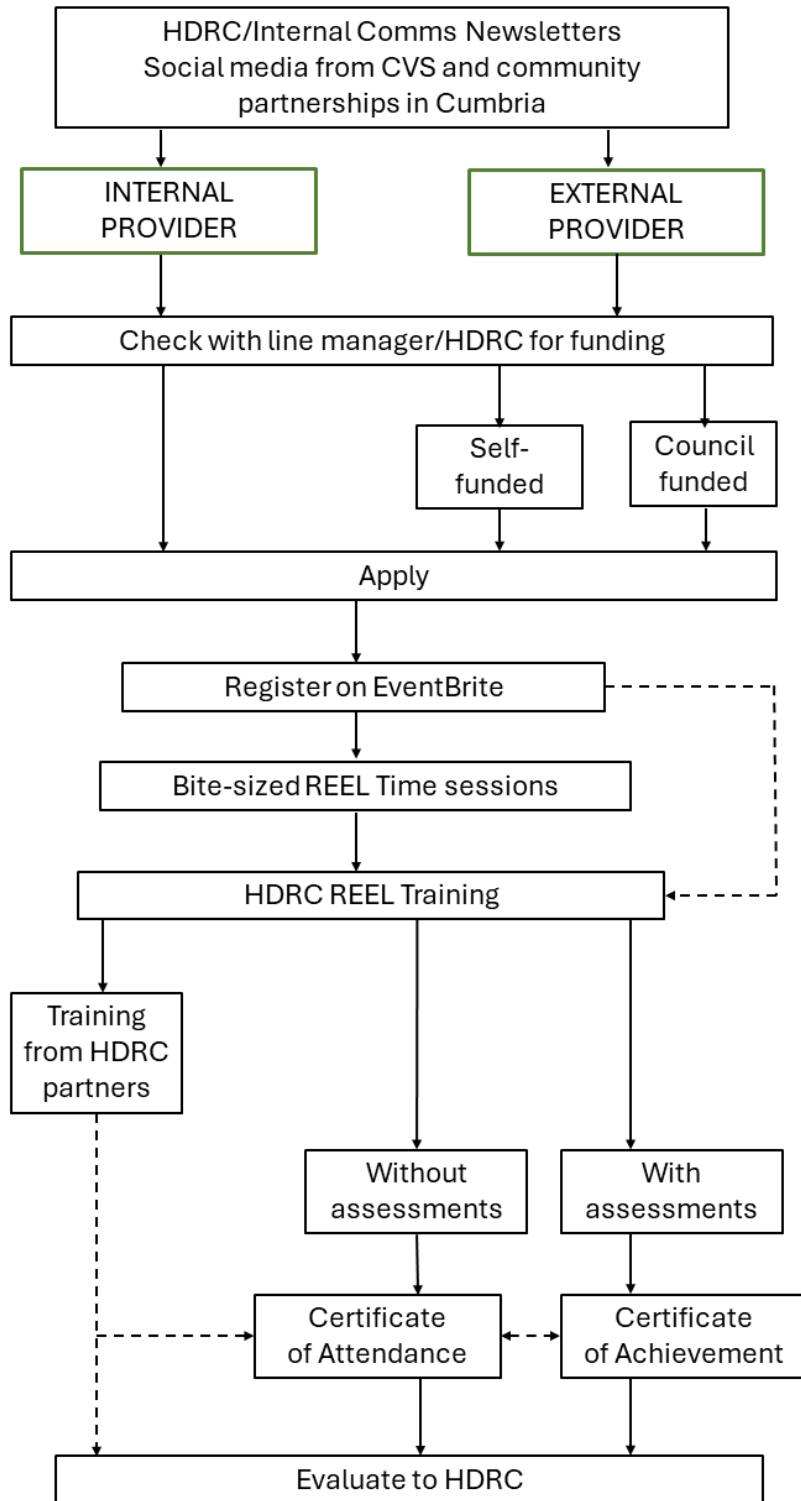 HDRC/Internal Comms Newsletters
Social media from CVS and community
partnerships in Cumbria
INTERNAL
PROVIDER
EXTERNAL
PROVIDER
Check with line manager/HDRC for funding
Self-
funded
Council
funded
Apply
Register on EventBrite
Bite-sized REEL Time sessions
HDRC REEL Training
Training
from HDRC
partners
Without
assessments
With
assessments
Certificate
of Attendance
Certificate
of Achievement
Evaluate to HDRC